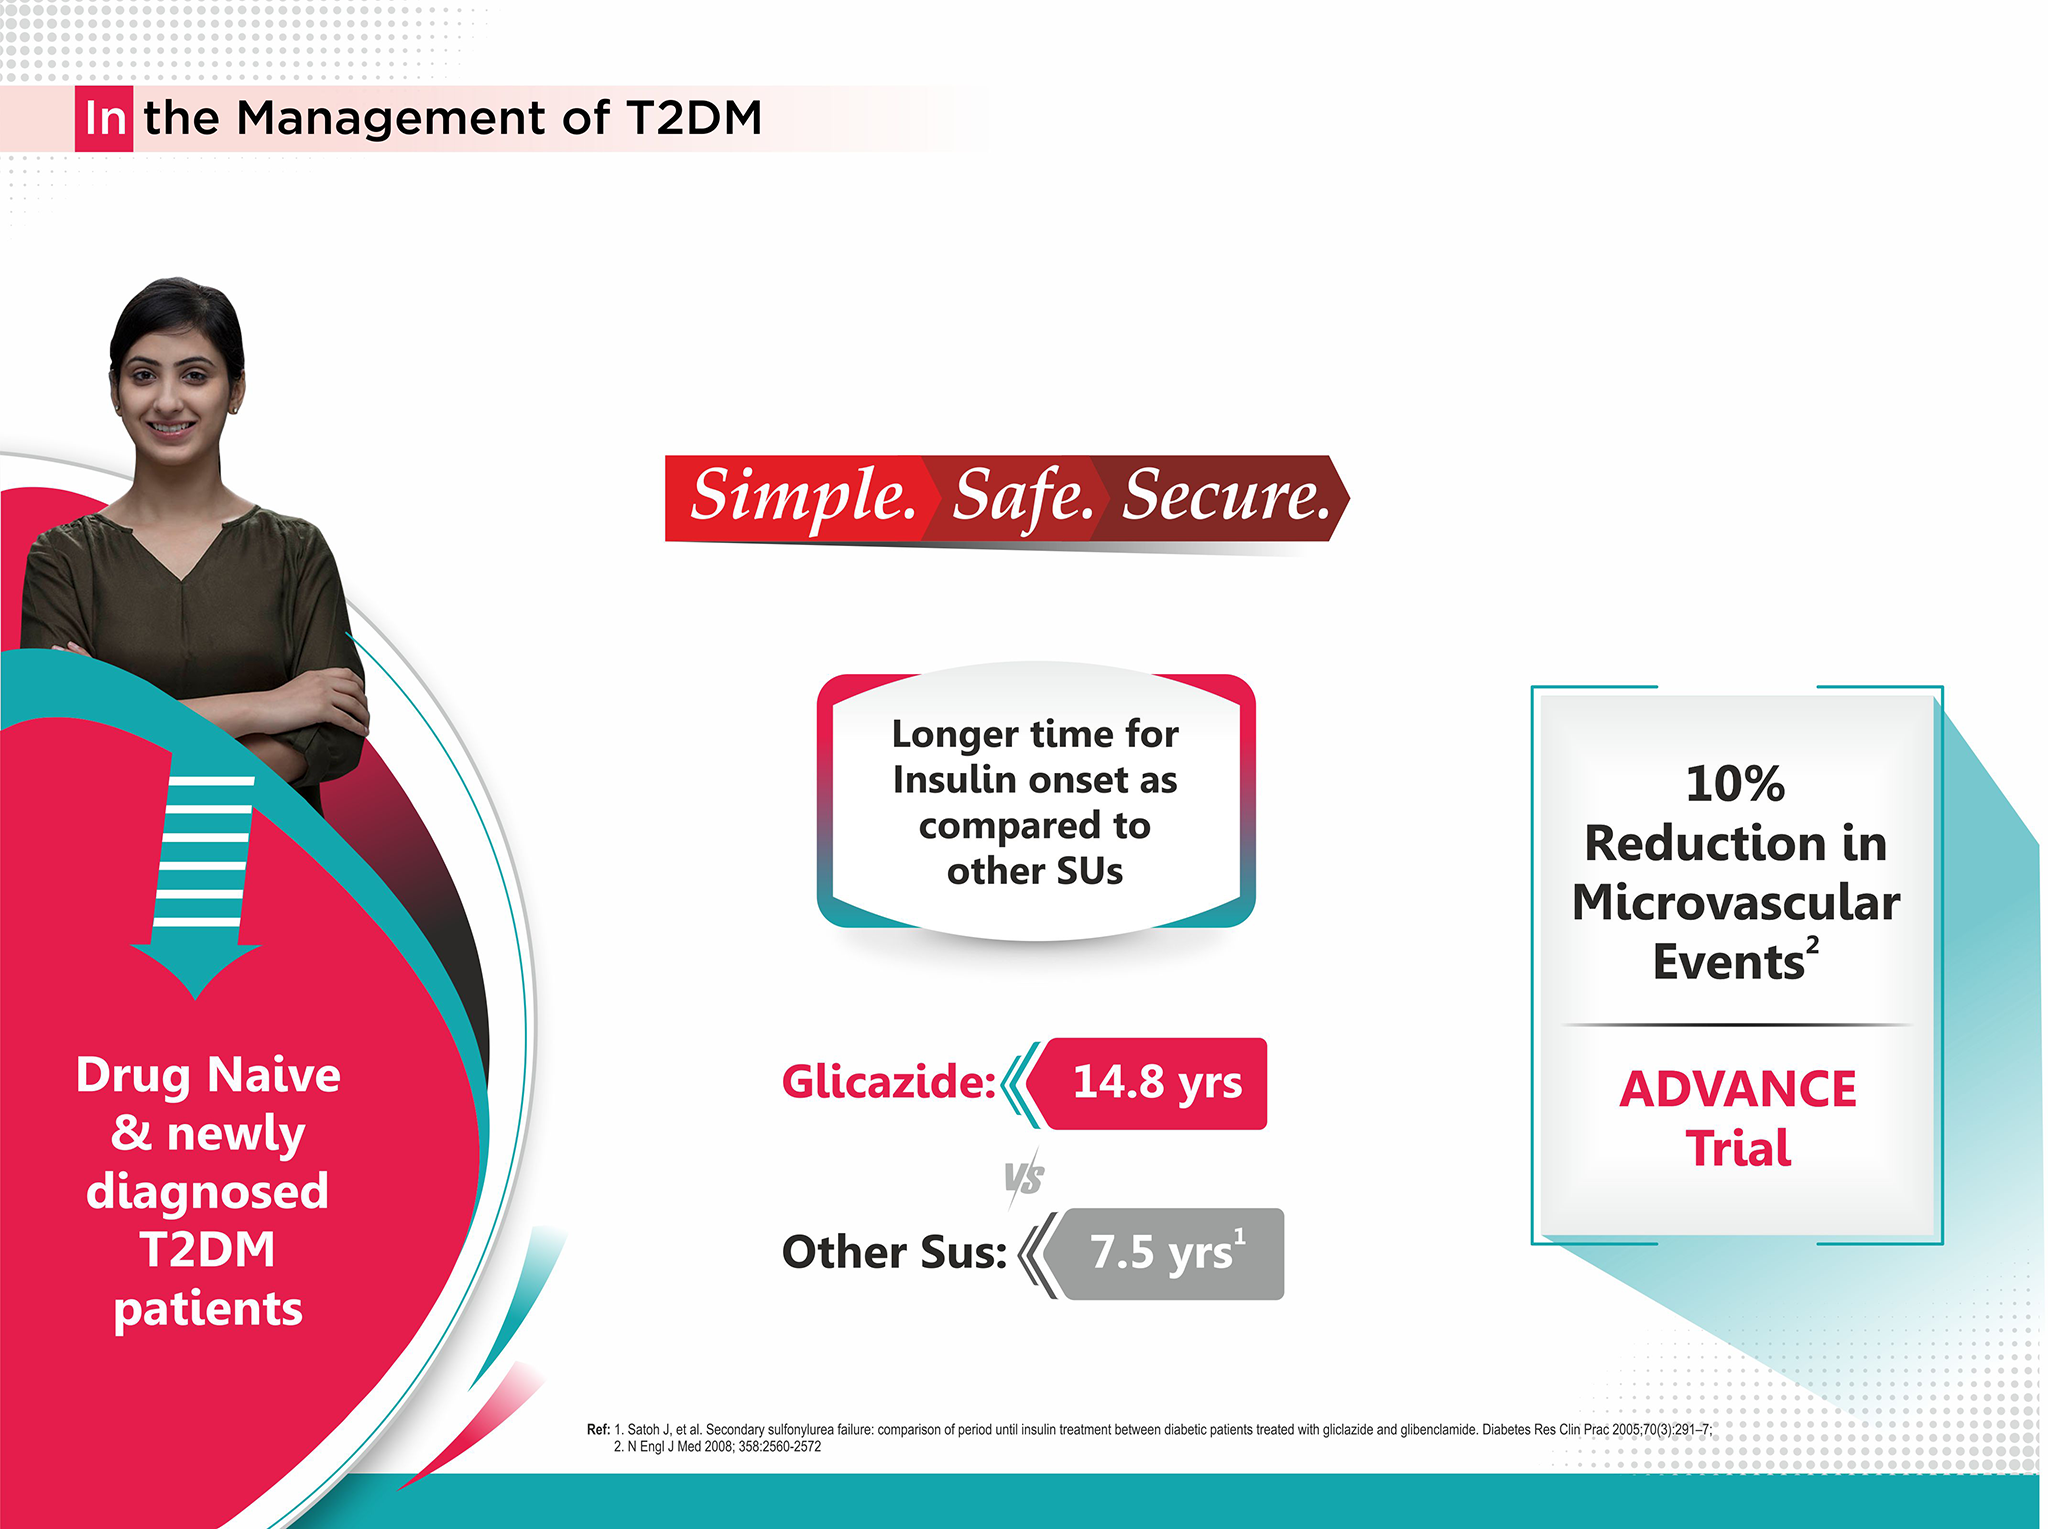 In the Management of T2DM
Simple. Safe. Secure.
Longer time for
Insulin onset as
compared to
other SUs
Glicazide: 14.8 yrs
VS
Other Sus: 7.5 yrs1
10%
Reduction in
Microvascular
Events2
ADVANCE
Trial
Drug Naive
& newly
diagnosed
T2DM
patients
Ref: 1. Satoh J, et al. Secondary sulfonylurea failure: comparison of period until insulin treatment between diabetic patients treated with gliclazide and glibenclamide. Diabetes Res Clin Prac 2005;70(3):291–7;
2. N Engl J Med 2008; 358:2560-2572